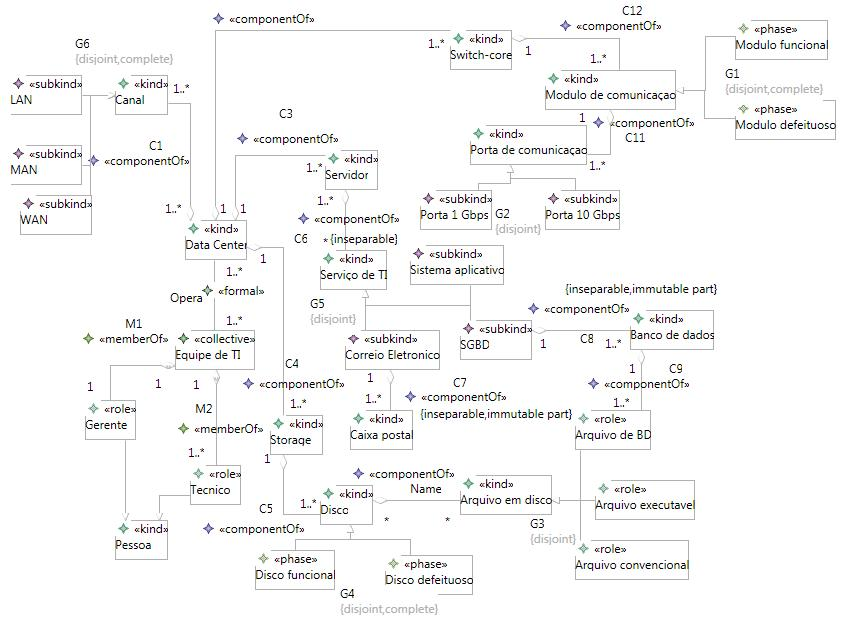 «componentOf»
C12
«componentOf»
G6
{disjoint,complete}
1..*
«kind»
Switch-core
1
1..*
«phase»
Modulo funcional
G1
{disjoint,complete}
«kind»
Modulo de comunicaçao
«phase»
Modulo defeituoso
«subkind»
LAN
«kind»
Canal
1..*
C3
«componentOf»
1
«componentOf»
C11
«kind»
Porta de comunicaçao
1..*
C1
«componentOf»
«subkind»
MAN
«subkind»
WAN
1..*
«kind»
Servidor
1..*
1..*
1
1
«subkind»
Porta 1 Gbps
G2
{disjoint}
«subkind»
Porta 10 Gbps
«componentOf»
C6
* {inseparable}
«kind»
Data Center
1
1..*
«kind»
Serviço de TI
«subkind»
Sistema aplicativo
Opera
«formal»
1..*
G5
{disjoint}
{inseparable,immutable part}
«componentOf»
M1
«memberOf»
«collective»
Equipe de TI
«subkind»
Correio Eletronico
«subkind»
SGBD
1
C8
1..*
«kind»
Banco de dados
1
1
1
C4
«componentOf»
1
C7
«componentOf»
{inseparable,immutable part}
1
C9
«componentOf»
1..*
«role»
Gerente
M2
«memberOf»
1..*
1..*
«kind»
Storage
1
1..*
«kind»
Caixa postal
«role»
Arquivo de BD
«role»
Tecnico
C5
«componentOf»
1..*
«kind»
Disco
«componentOf»
Name
*
*
«kind»
Arquivo em disco
«role»
Arquivo executavel
G3
{disjoint}
«kind»
Pessoa
«phase»
Disco funcional
«phase»
Disco defeituoso
«role»
Arquivo convencional
G4
{disjoint,complete}